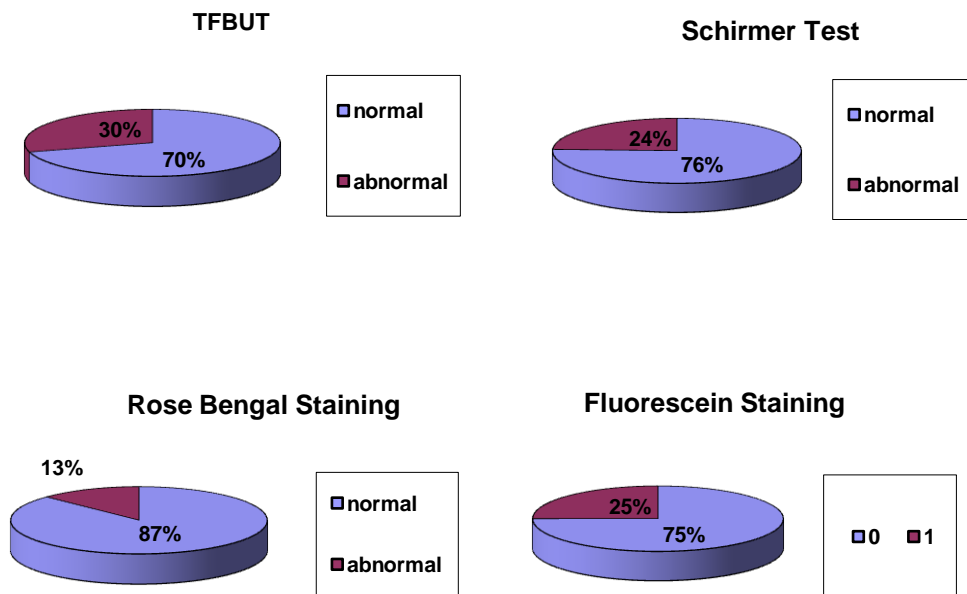 TFBUT
30%
70%
normal
abnormal
Schirmer Test
24%
76%
normal
abnormal
Rose Bengal Staining
13%
87%
normal
abnormal
Fluorescein Staining
25%
75%
0 1